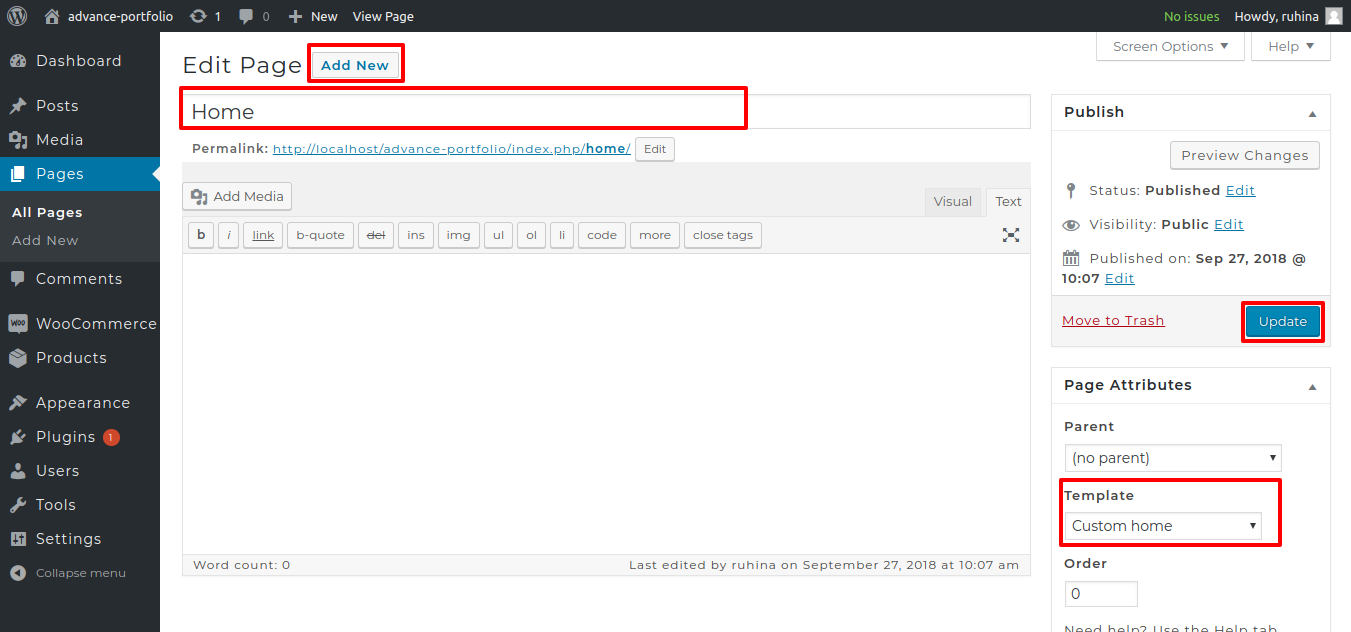 advance-portfolio 1 0 New View Page No issues Howdy, ruhina
Dashboard
Posts
Media
Pages
All Pages
Add New
Comments
WooCommerce
Products
Appearance
Plugins 1
Users
Tools
Settings
Collapse menu
Screen Options Help
Edit Page Add New
Home
Permalink: http://localhost/advance-portfolio/index.php/home/ Edit
Add Media
Visual Text
b i link b-quote del ins img ul ol li code more close tags
Word count: 0 Last edited by ruhina on September 27, 2018 at 10:07 am
Publish
Preview Changes
Status: Published Edit
Visibility: Public Edit
Published on: Sep 27, 2018 @
10:07 Edit
Move to Trash Update
Page Attributes
Parent
(no parent)
Template
Custom home
Order
0
Need help? Use the Help tab